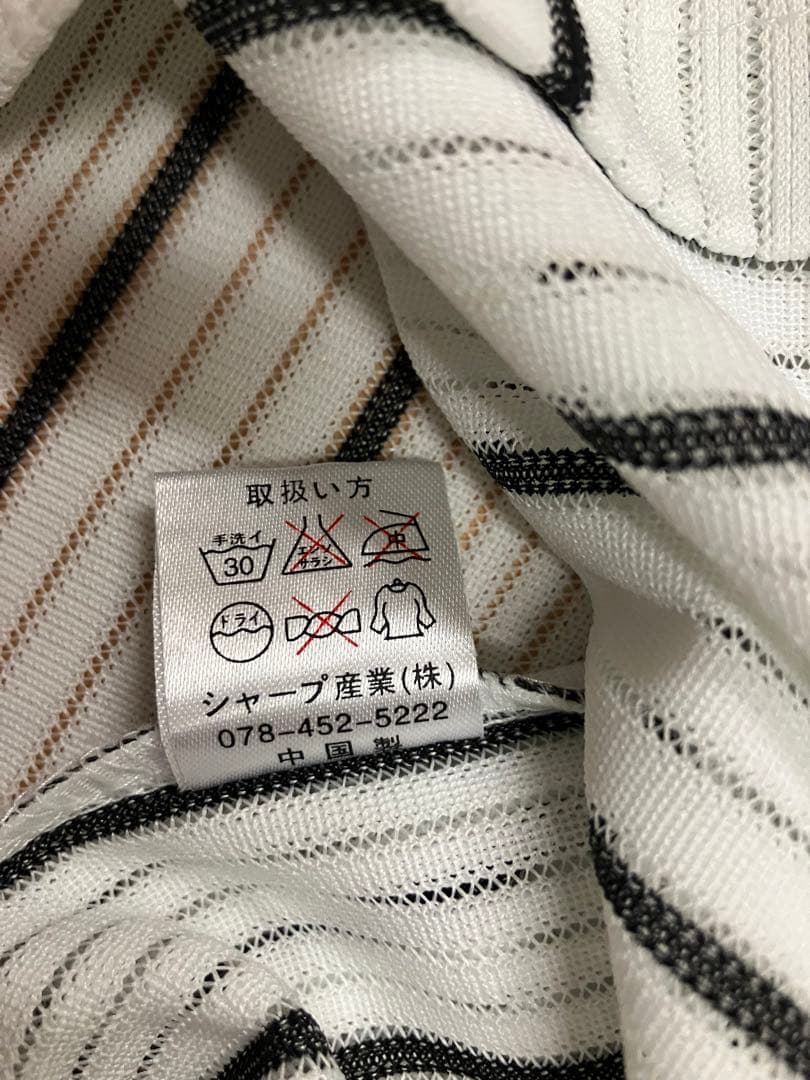 取扱い方
手洗イ
30
エンソ
サラシ
中
ドライ
シャープ産業(株)
078-452-5222
中国製